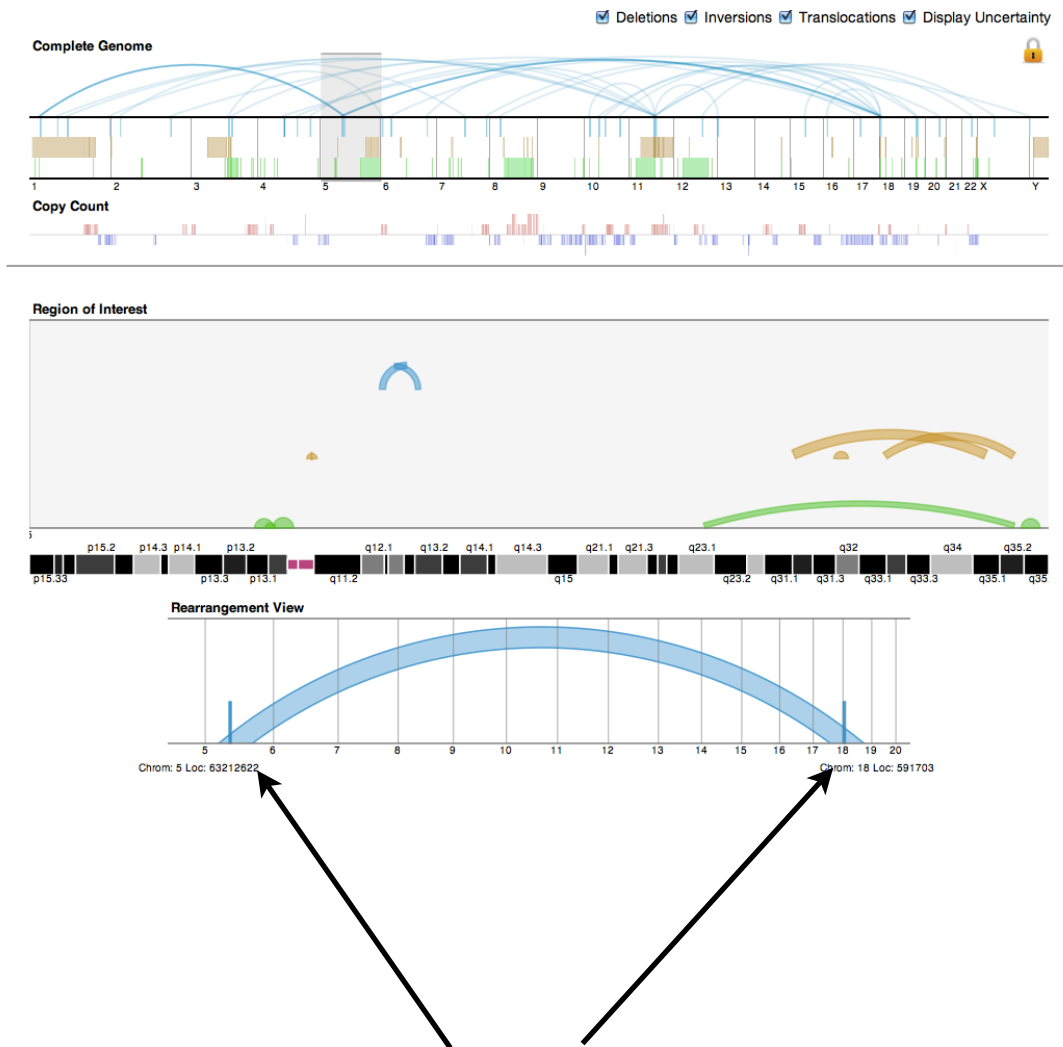 Deletions Inversions Translocations Display Uncertainty
Complete Genome
1 2 3 4 5 6 7 8 9 10 11 12 13 14 15 16 17 18 19 20 21 22 X Y
Copy Count
Region of Interest
5
p15.2 p14.3 p14.1 p13.2 q12.1 q13.2 q14.1 q14.3 q21.1 q21.3 q23.1 q32 q34 q35.2
p15.33 p13.3 p13.1 q11.2 q15 q23.2 q31.1 q31.3 q33.1 q33.3 q35.1 q35
Rearrangement View
5 6 7 8 9 10 11 12 13 14 15 16 17 18 19 20
Chrom: 5 Loc: 63212622 Chrom: 18 Loc: 591703